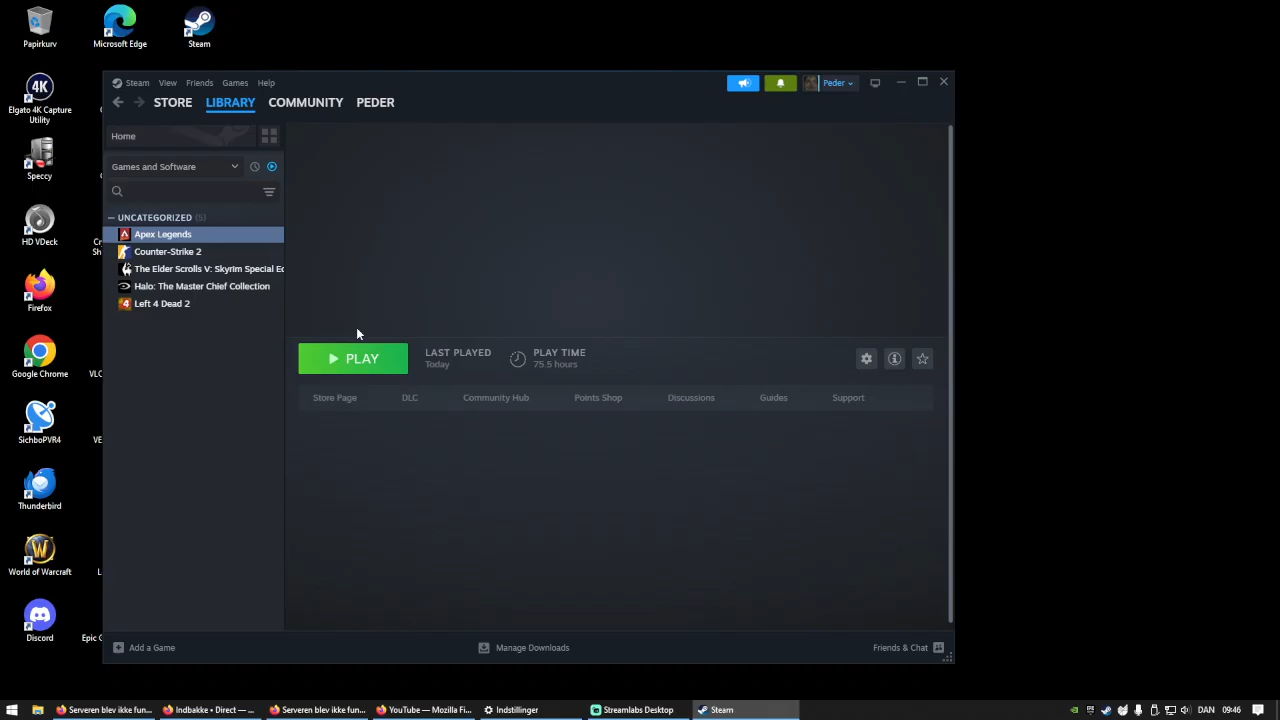 Papirkurv
Microsoft Edge
Steam
4K
Elgato 4K Capture
Utility
Speccy
HD VDeck
Firefox
Google Chrome
SichboPVR4
Thunderbird
World of Warcraft
Discord
Epic
Steam View Friends Games Help
Peder
STORE LIBRARY COMMUNITY PEDER
Home
Games and Software
UNCATEGORIZED (5)
Apex Legends
Counter-Strike 2
The Elder Scrolls V: Skyrim Special Ed
Halo: The Master Chief Collection
Left 4 Dead 2
PLAY
LAST PLAYED
Today
PLAY TIME
75.5 hours
Store Page DLC Community Hub Points Shop Discussions Guides Support
Add a Game
Manage Downloads
Friends & Chat
Serveren blev ikke fun...
Indbakke • Direct — ...
Serveren blev ikke fun...
YouTube — Mozilla Fi...
Indstillinger
Streamlabs Desktop
Steam
DAN
09:46